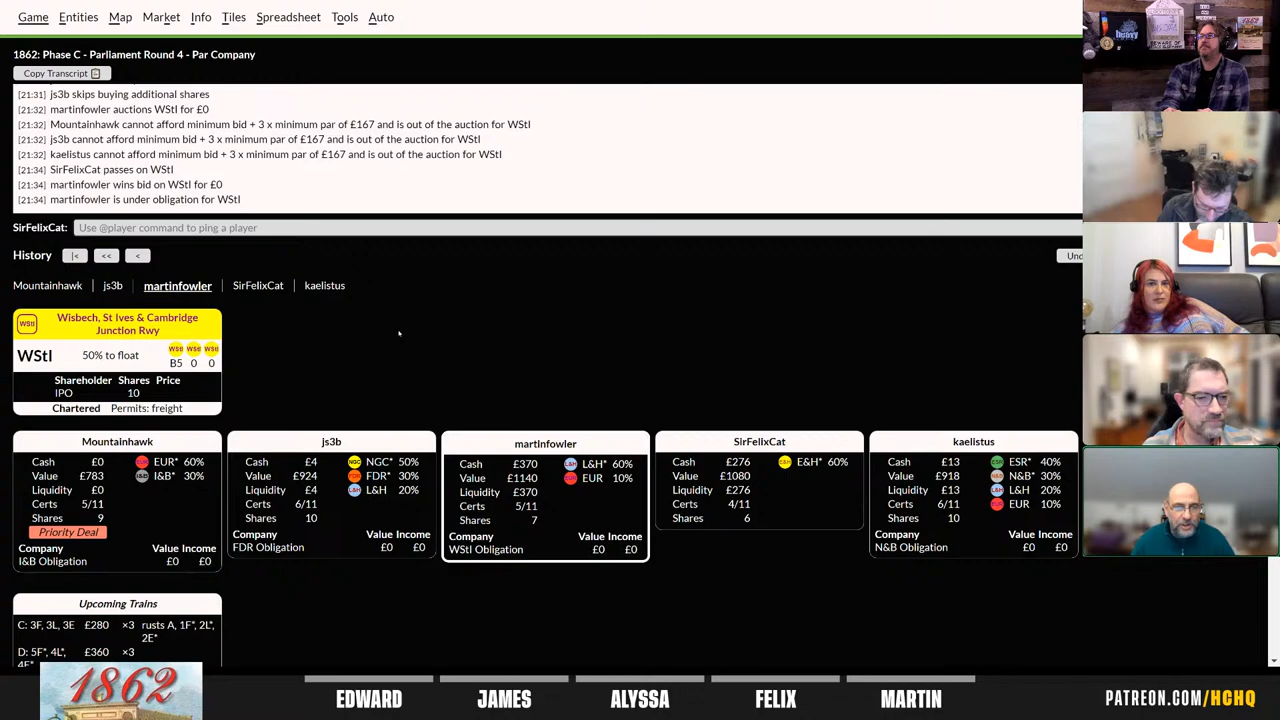 Game Entities Map Market Info Tiles Spreadsheet Tools Auto
1862: Phase C - Parliament Round 4 - Par Company
Copy Transcript
[21:31] js3b skips buying additional shares
[21:32] martinfowler auctions WStI for £0
[21:32] Mountainhawk cannot afford minimum bid + 3 x minimum par of £167 and is out of the auction for WStI
[21:32] js3b cannot afford minimum bid + 3 x minimum par of £167 and is out of the auction for WStI
[21:32] kaelistus cannot afford minimum bid + 3 x minimum par of £167 and is out of the auction for WStI
[21:34] SirFelixCat passes on WStI
[21:34] martinfowler wins bid on WStI for £0
[21:34] martinfowler is under obligation for WStI
SirFelixCat: Use @player command to ping a player
History |< << < Und
Mountainhawk js3b martinfowler SirFelixCat kaelistus
WStI Wisbech, St Ives & Cambridge
Junction Rwy
WStI 50% to float WStI WStI WStI
B5 0 0
Shareholder Shares Price
IPO 10
Chartered Permits: freight
Mountainhawk
Cash £0 EUR* 60%
Value £783 I&B* 30%
Liquidity £0
Certs 5/11
Shares 9
Priority Deal
Company Value Income
I&B Obligation £0 £0
js3b
Cash £4 NGC NGC* 50%
Value £924 FDR* 30%
Liquidity £4 L&H L&H 20%
Certs 6/11
Shares 10
Company Value Income
FDR Obligation £0 £0
martinfowler
Cash £370 L&H L&H* 60%
Value £1140 EUR 10%
Liquidity £370
Certs 5/11
Shares 7
Company Value Income
WStI Obligation £0 £0
SirFelixCat
Cash £276 E&H E&H* 60%
Value £1080
Liquidity £276
Certs 4/11
Shares 6
kaelistus
Cash £13 ESR* 40%
Value £918 N&B* 30%
Liquidity £13 L&H L&H 20%
Certs 6/11 EUR 10%
Shares 10
Company Value Income
N&B Obligation £0 £0
Upcoming Trains
C: 3F, 3L, 3E £280 ×3 rusts A, 1F*, 2L*,
2E*
D: 5F*, 4L*, £360 ×3
1862
EDWARD JAMES ALYSSA FELIX MARTIN
PATREON.COM/HCHQ